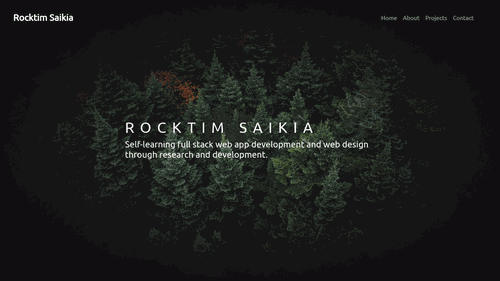 Rocktim Saikia
Home About Projects Contact
ROCKTIM SAIKIA
Self-learning full stack web app development and web design
through research and development.